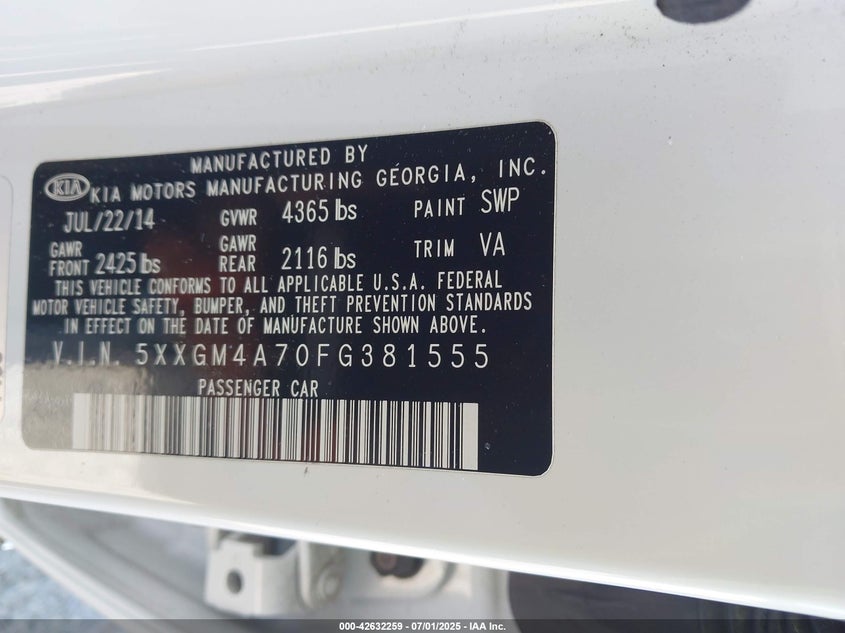 MANUFACTURED BY
KIA KIA MOTORS MANUFACTURING GEORGIA, INC.
JUL/22/14 GVWR 4365 lbs PAINT SWP
GAWR FRONT 2425 lbs GAWR REAR 2116 lbs TRIM VA
THIS VEHICLE CONFORMS TO ALL APPLICABLE U.S.A. FEDERAL
MOTOR VEHICLE SAFETY, BUMPER, AND THEFT PREVENTION STANDARDS
IN EFFECT ON THE DATE OF MANUFACTURE SHOWN ABOVE.
V.I.N. 5XXGM4A70FG381555
PASSENGER CAR
000-42632259 - 07/01/2025 - IAA Inc.